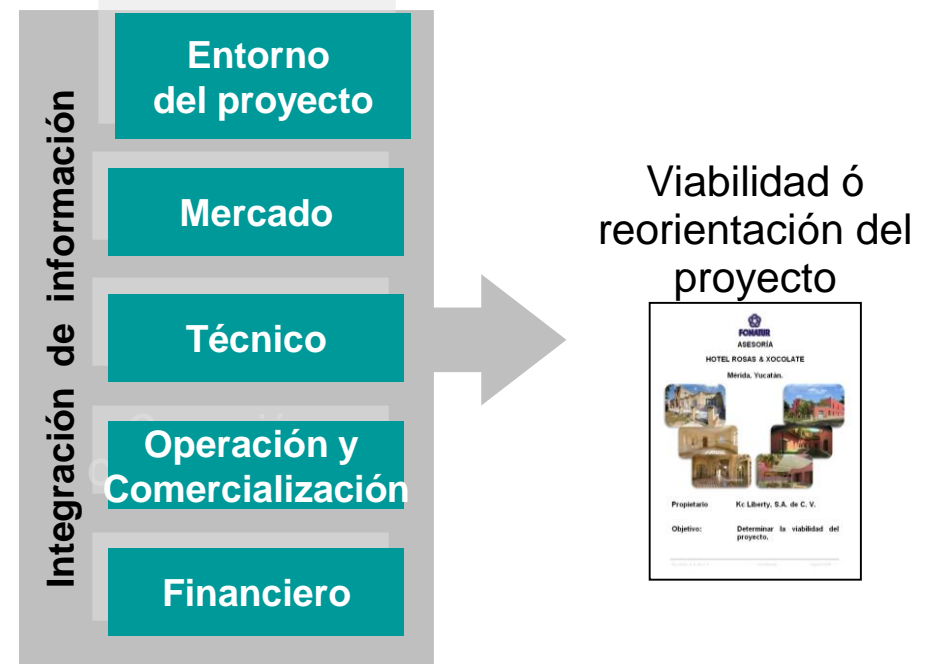 Integración de información
Entorno
del proyecto
Mercado
Técnico
Operación y
Comercialización
Financiero
Viabilidad ó
reorientación del
proyecto
FONATUR
ASESORÍA
HOTEL ROSAS & XOCOLATE
Mérida, Yucatán.
Propietario Kc Liberty, S.A. de C. V.
Objetivo: Determinar la viabilidad del
proyecto.